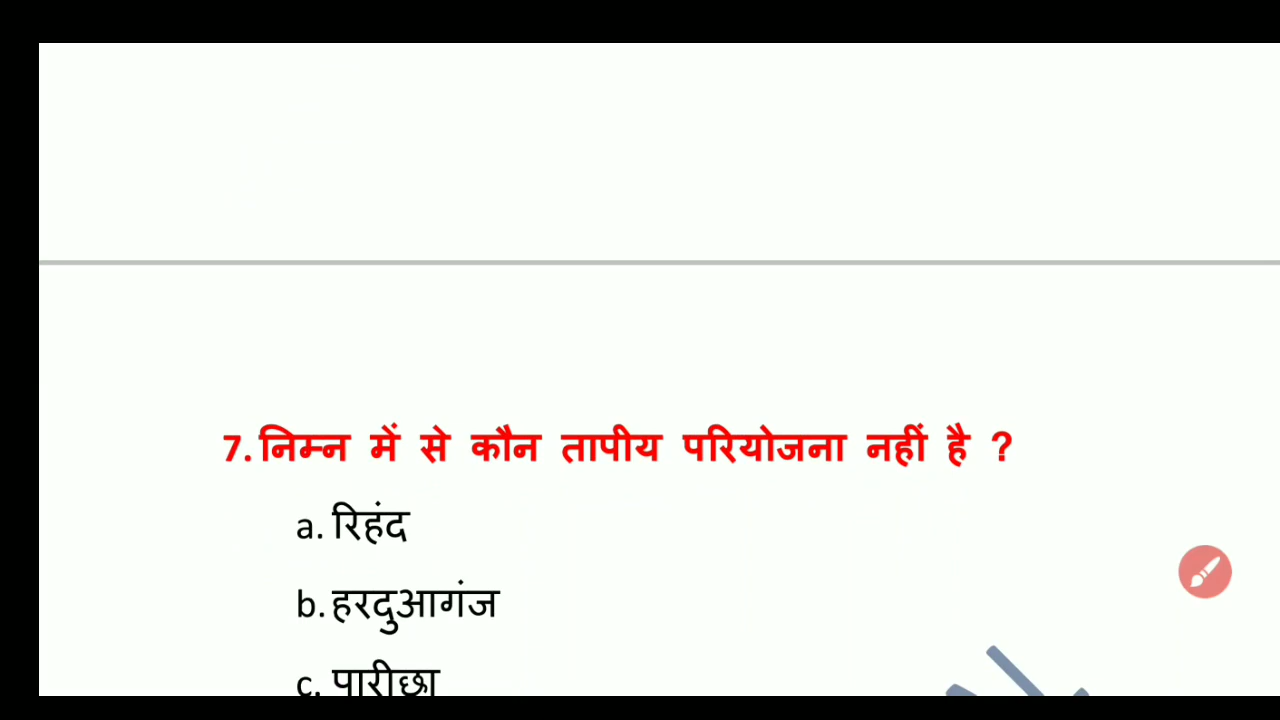 7. निम्न में से कौन तापीय परियोजना नहीं है ?
a. रिहंद
b. हरदुआगंज
c. पारीछा